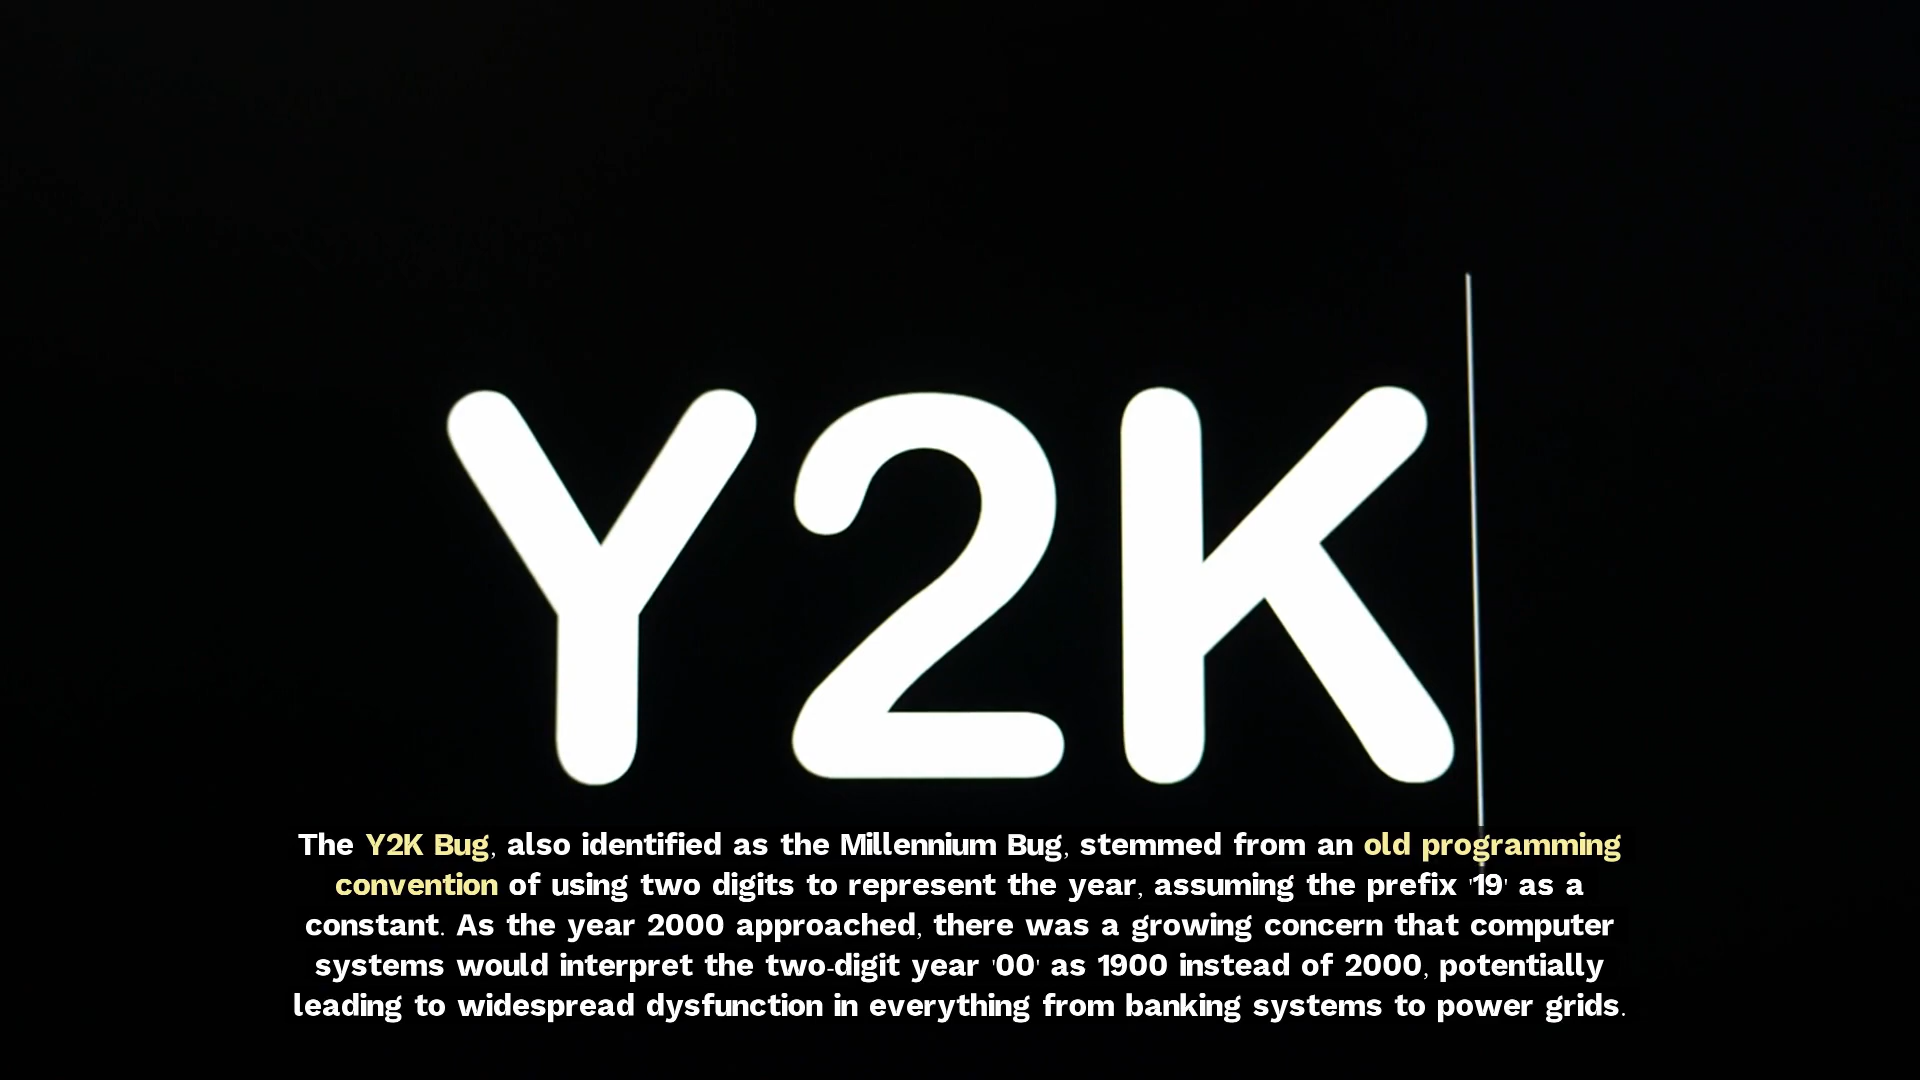 Y2K
The Y2K Bug, also identified as the Millennium Bug, stemmed from an old programming
convention of using two digits to represent the year, assuming the prefix '19' as a
constant. As the year 2000 approached, there was a growing concern that computer
systems would interpret the two-digit year '00' as 1900 instead of 2000, potentially
leading to widespread dysfunction in everything from banking systems to power grids.